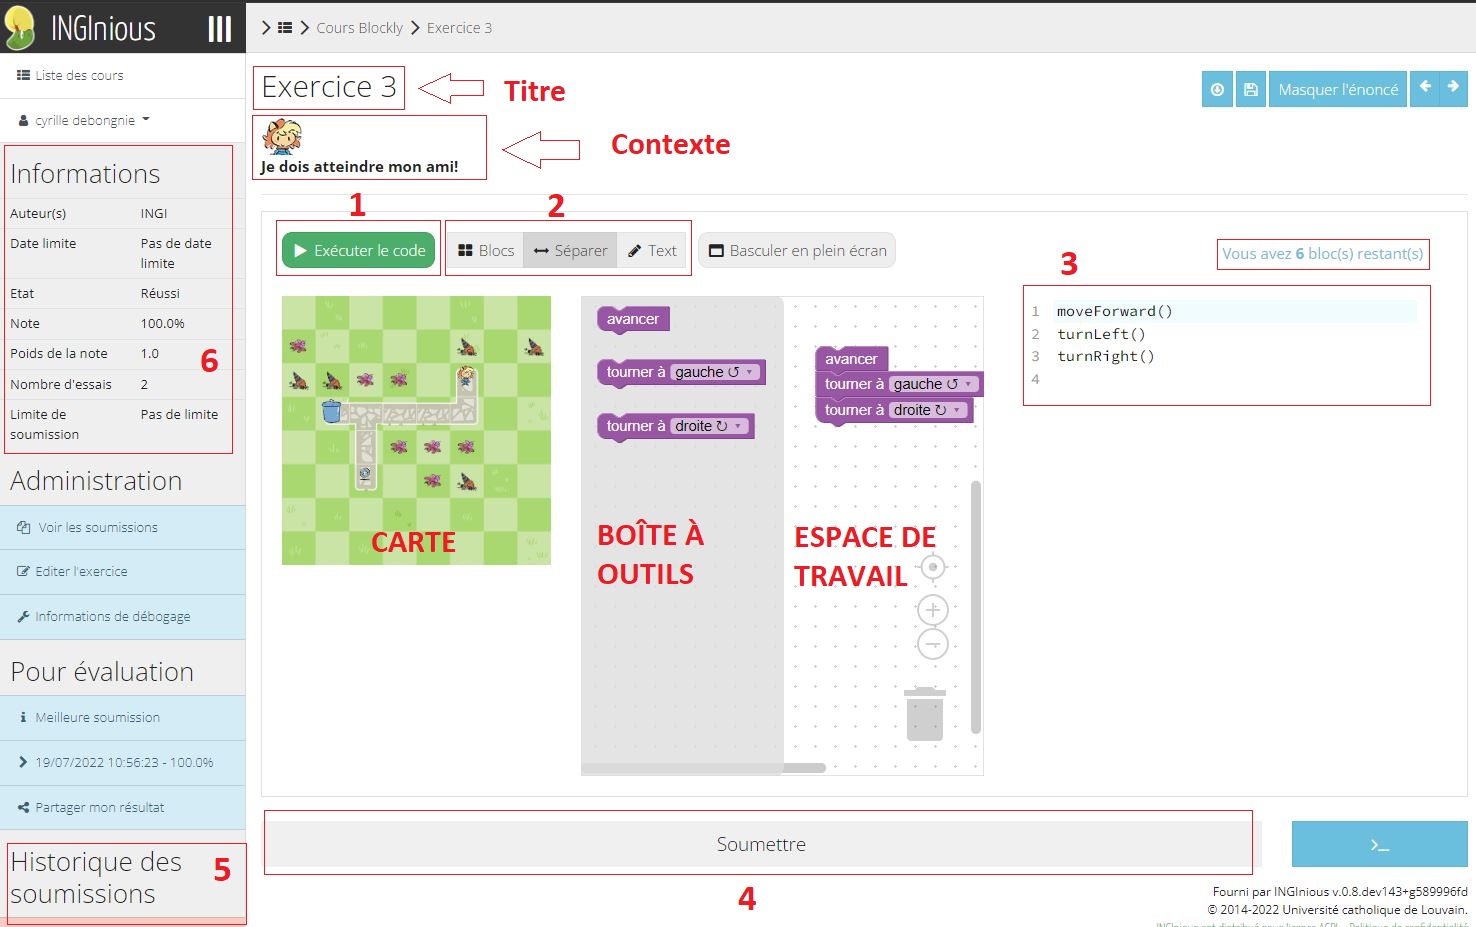 INGInious
Cours Blockly
Exercice 3
Liste des cours
cyrille debongnie
Informations
Auteur(s) INGI
Date limite Pas de date
limite
Etat Réussi
Note 100.0%
Poids de la note 1.0
Nombre d'essais 2
Limite de Pas de limite
soumission
6
Administration
Voir les soumissions
Editer l'exercice
Informations de débogage
Pour évaluation
Meilleure soumission
19/07/2022 10:56:23 - 100.0%
Partager mon résultat
Historique des
soumissions
5
Exercice 3
Titre
Masquer l'énoncé
Je dois atteindre mon ami!
Contexte
1
2
Exécuter le code
Blocs
Séparer
Text
Basculer en plein écran
3
Vous avez 6 bloc(s) restant(s)
CARTE
avancer
tourner à gauche
tourner à droite
BOÎTE À
OUTILS
avancer
tourner à gauche
tourner à droite
ESPACE DE
TRAVAIL
1 moveForward()
2 turnLeft()
3 turnRight()
4
Soumettre
>_
4
Fourni par INGInious v.0.8.dev143+g589996fd
© 2014-2022 Université catholique de Louvain.